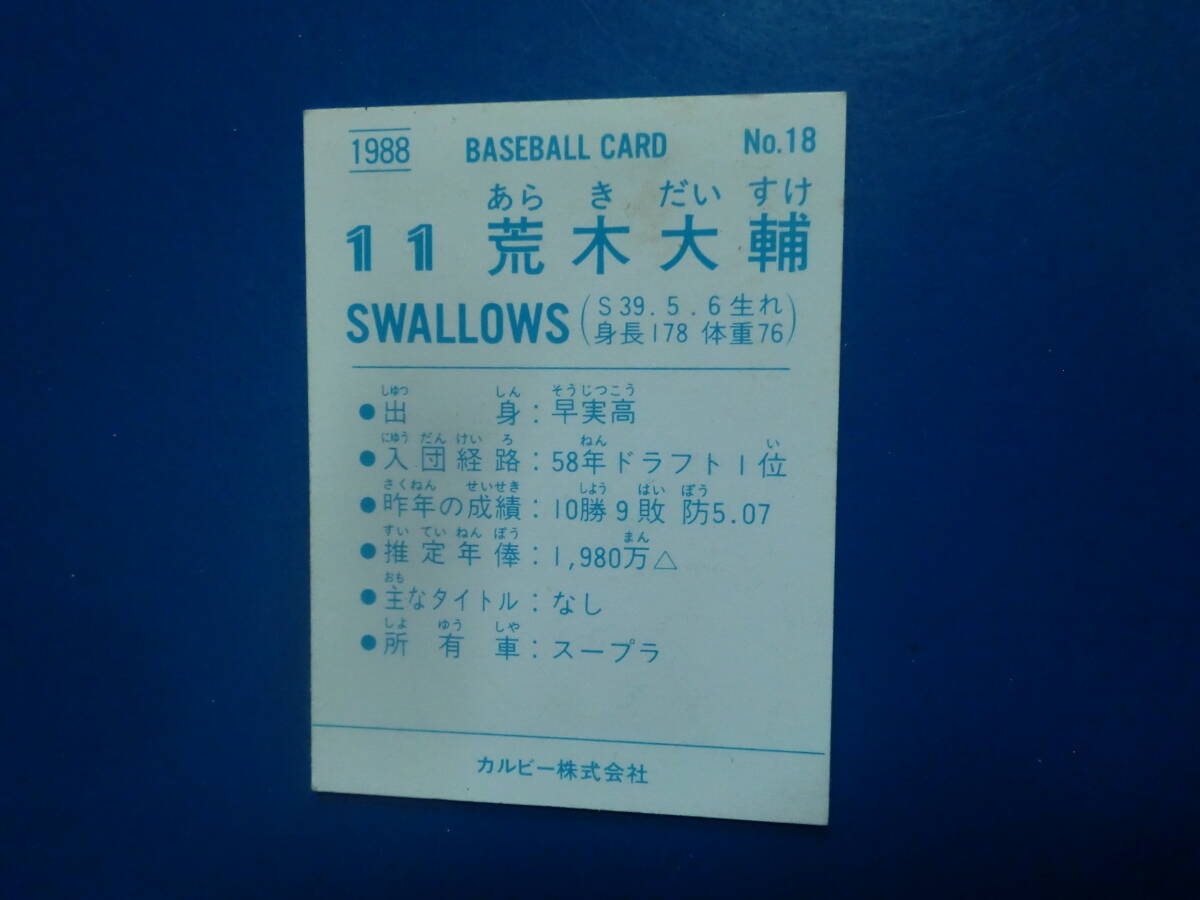 1988 BASEBALL CARD No.18
あら き だい すけ
11 荒木大輔
SWALLOWS (S39.5.6生れ
身長178 体重76)
しゅつ しん そうじつこう
●出身:早実高
にゆう だん けい ろ ねん い
●入団経路:58年ドラフト1位
さくねん せいせき しよう はい ぼう
●昨年の成績:10勝9敗 防5.07
すい てい ねん ぽう まん
●推定年俸:1,980万△
おも
●主なタイトル:なし
しよ ゆう しや
●所有車:スープラ
カルビー株式会社